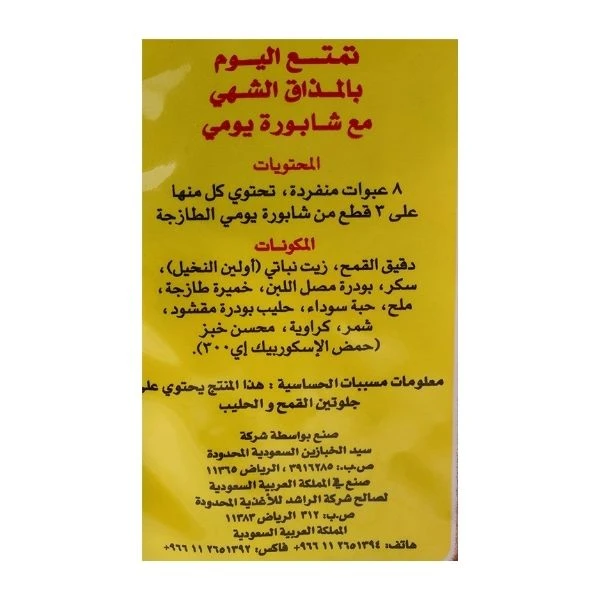 تمتع اليوم
بالمذاق الشهي
مع شابورة يومي
المحتويات
٨ عبوات منفردة، تحتوي كل منها
على ٣ قطع من شابورة يومي الطازجة
المكونات
دقيق القمح، زيت نباتي (أولين النخيل)،
سكر، بودرة مصل اللبن، خميرة طازجة،
ملح، حبة سوداء، حليب بودرة مقشود،
شمر، كراوية، محسن خبز
(حمض الإسكوربيك إي٣٠٠).
معلومات مسببات الحساسية : هذا المنتج يحتوي على
جلوتين القمح و الحليب
صنع بواسطة شركة
سيد الخبازين السعودية المحدودة
ص.ب.: ٣٩١٦٢٨٥ ، الرياض ١١٣٦٥
صنع في المملكة العربية السعودية
لصالح شركة الراشد للأغذية المحدودة
ص.ب: ٣١٢ الرياض ١١٣٨٣
المملكة العربية السعودية
هاتف: ٢٦٥١٣٩٤ ١١ ٩٦٦+ فاكس: ٢٦٥١٣٩٢ ١١ ٩٦٦+